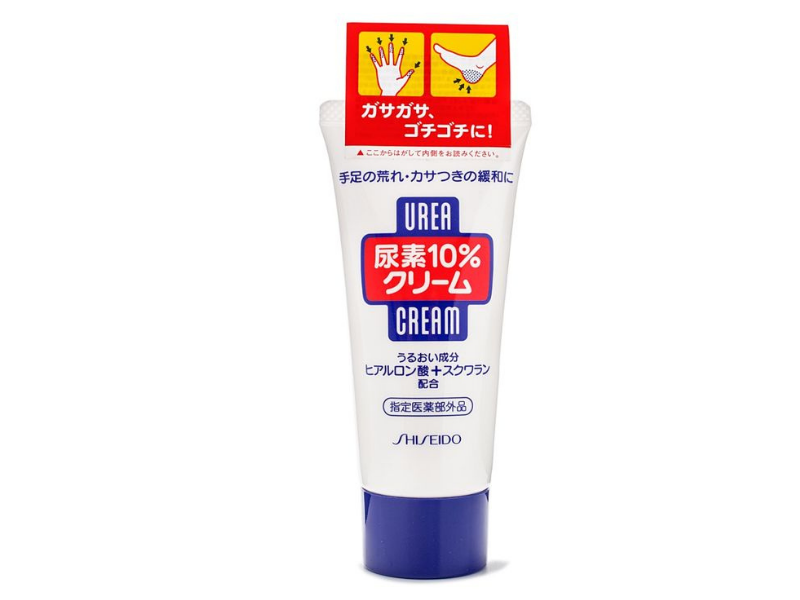 ガサガサ、
ゴチゴチに!
▲ここからはがして内側をお読みください。
手足の荒れ・カサつきの緩和に
UREA
尿素10%
クリーム
CREAM
うるおい成分
ヒアルロン酸+スクワラン
配合
指定医薬部外品
SHISEIDO